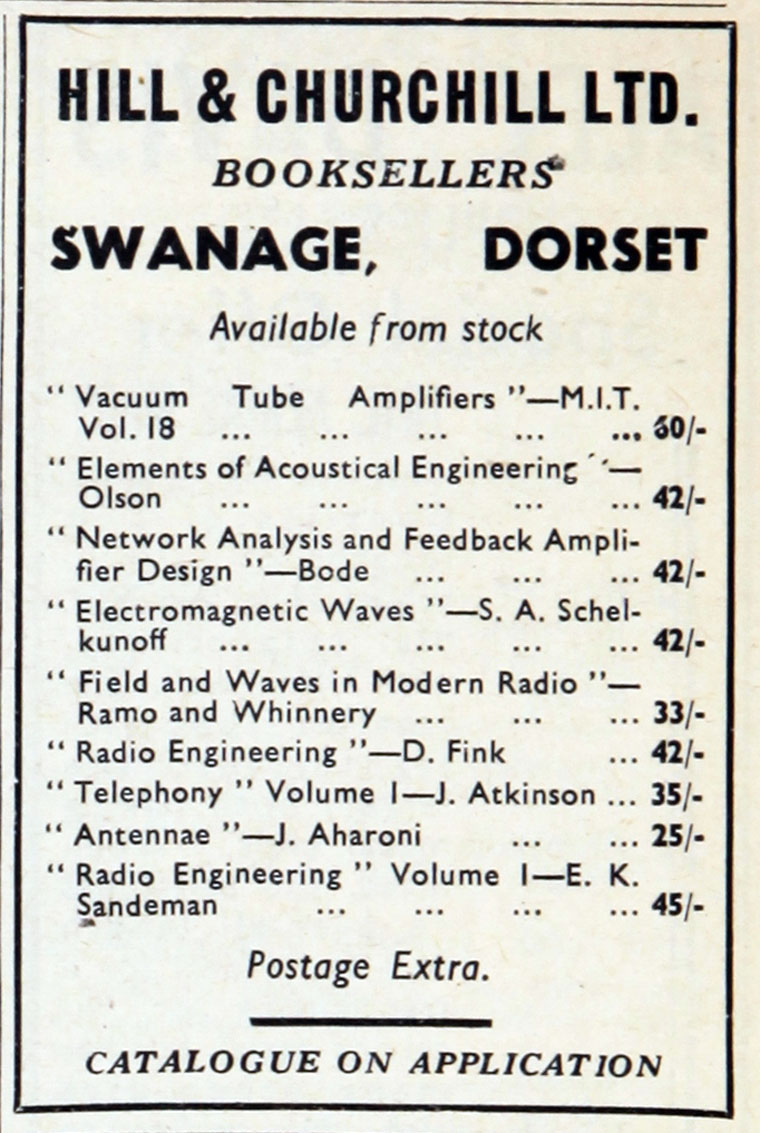 HILL & CHURCHILL LTD.
BOOKSELLERS
SWANAGE, DORSET
Available from stock
“ Vacuum Tube Amplifiers ”—M.I.T.
Vol. 18 ... ... ... ... ... 60/-
“ Elements of Acoustical Engineering ”—
Olson ... ... ... ... ... 42/-
“ Network Analysis and Feedback Ampli-
fier Design ”—Bode ... ... ... 42/-
“ Electromagnetic Waves ”—S. A. Schel-
kunoff ... ... ... ... ... 42/-
“ Field and Waves in Modern Radio ”—
Ramo and Whinnery ... ... ... 33/-
“ Radio Engineering ”—D. Fink ... 42/-
“ Telephony ” Volume I—J. Atkinson ... 35/-
“ Antennae ”—J. Aharoni ... ... 25/-
“ Radio Engineering ” Volume I—E. K.
Sandeman ... ... ... ... 45/-
Postage Extra.
CATALOGUE ON APPLICATION